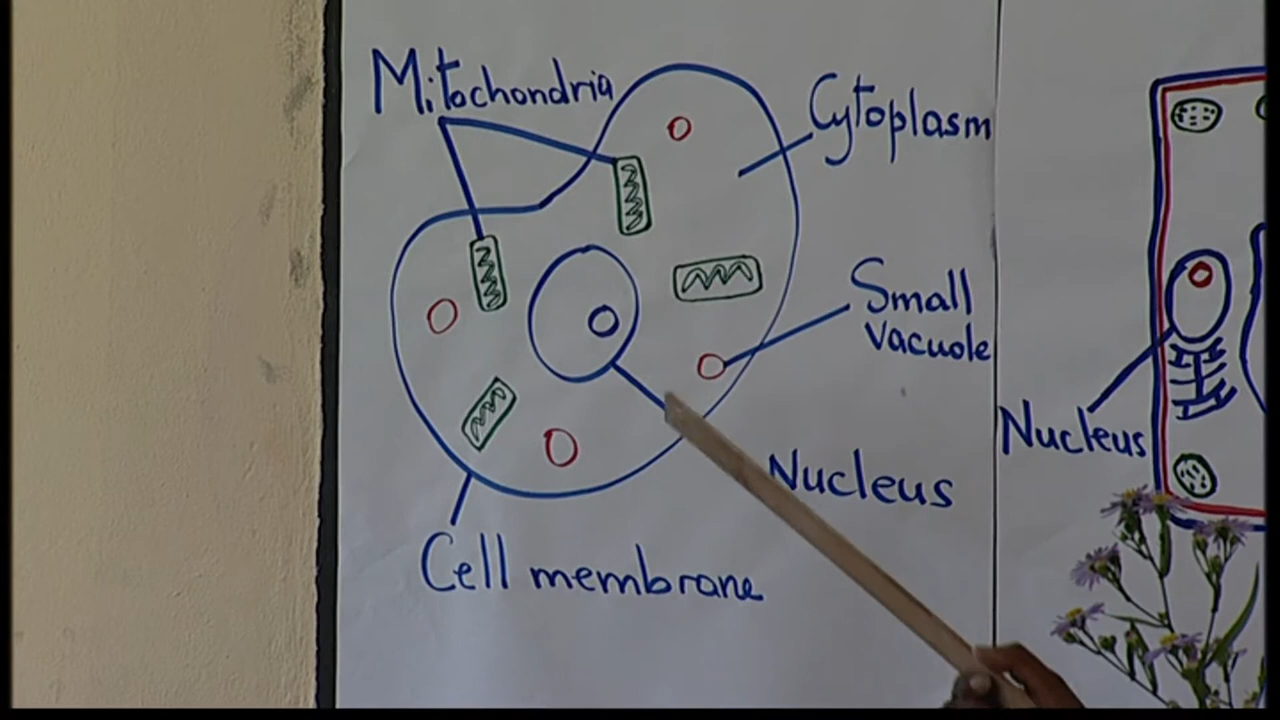 Mitochondria
Cytoplasm
Small
vacuole
Nucleus
Cell membrane
Nucleus